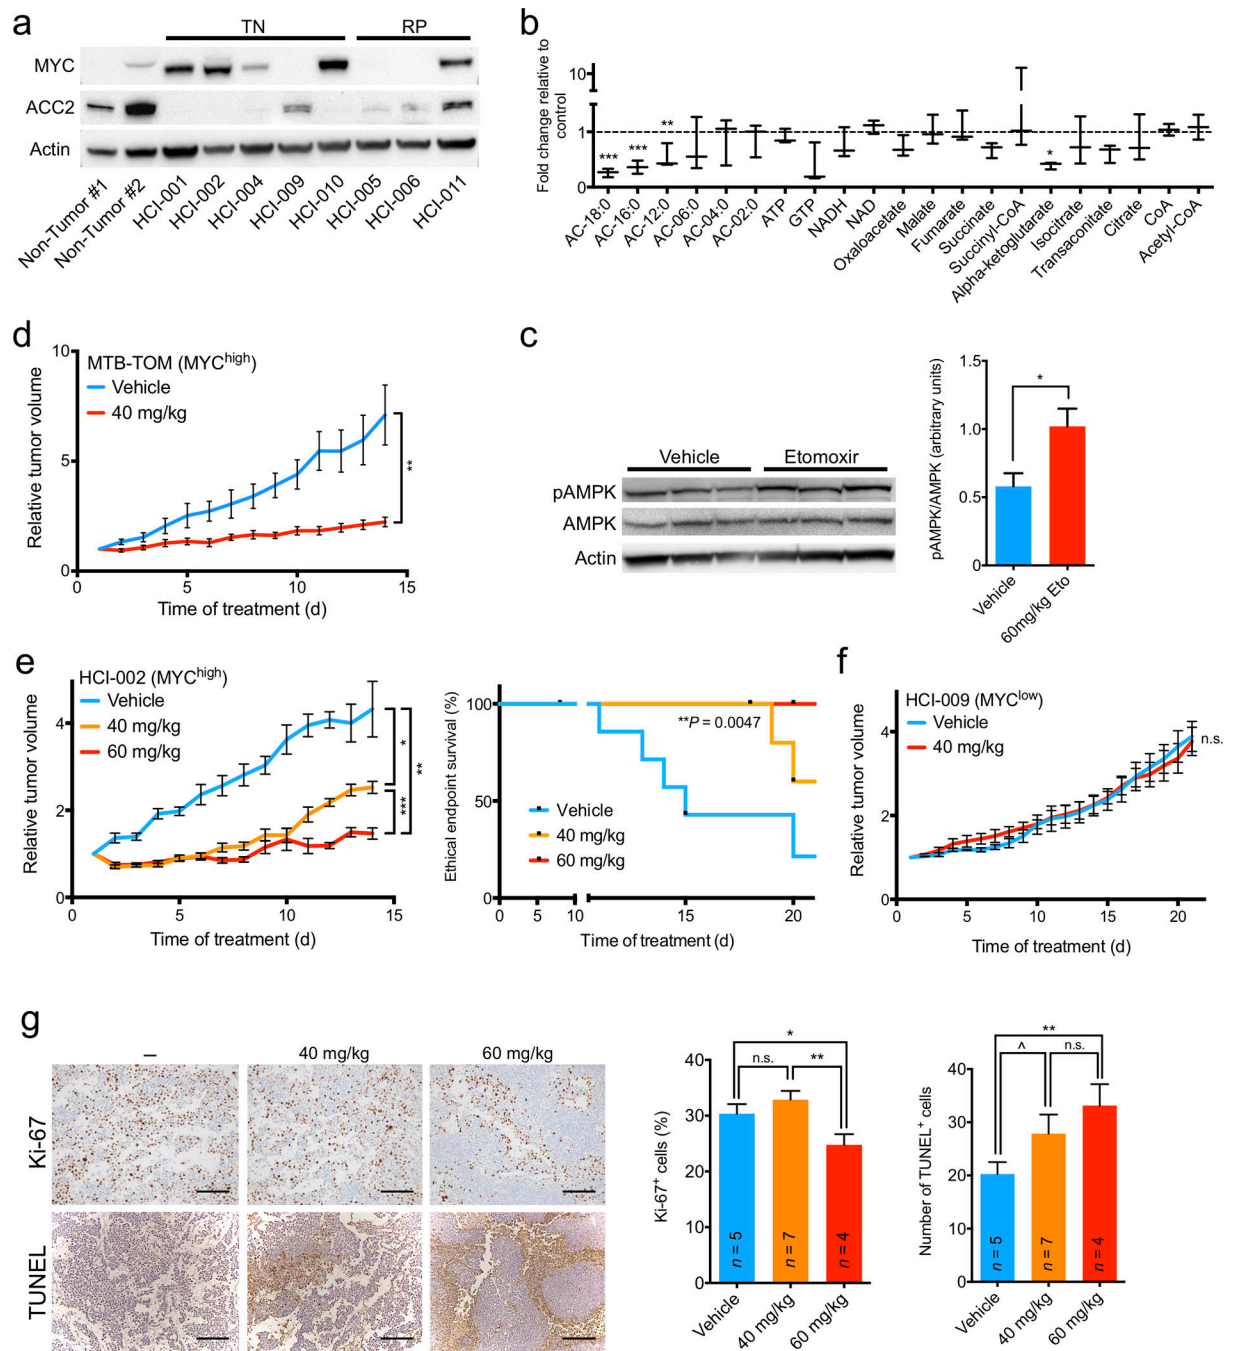 a
TN RP
MYC
ACC2
Actin
Non-Tumor #1
Non-Tumor #2
HCI-001
HCI-002
HCI-004
HCI-009
HCI-010
HCI-005
HCI-006
HCI-011
b
Fold change relative to
control
10
1
0
*** *** ** *
AC-18:0
AC-16:0
AC-12:0
AC-06:0
AC-04:0
AC-02:0
ATP
GTP
NADH
NAD
Oxaloacetate
Malate
Fumarate
Succinate
Succinyl-CoA
Alpha-ketoglutarate
Isocitrate
Transaconitate
Citrate
CoA
Acetyl-CoA
d
MTB-TOM (MYChigh)
Vehicle
40 mg/kg
Relative tumor volume
10
5
0
0 5 10 15
Time of treatment (d)
**
c
Vehicle Etomoxir
pAMPK
AMPK
Actin
pAMPK/AMPK (arbitrary units)
1.5
1.0
0.5
0
*
Vehicle
60mg/kg Eto
e
HCI-002 (MYChigh)
Vehicle
40 mg/kg
60 mg/kg
Relative tumor volume
4
2
0
0 5 10 15
Time of treatment (d)
*
**
***
Ethical endpoint survival (%)
100
50
0
0 5 10 15 20
Time of treatment (d)
**P = 0.0047
Vehicle
40 mg/kg
60 mg/kg
f
HCI-009 (MYClow)
Vehicle
40 mg/kg
n.s.
Relative tumor volume
4
2
0
0 5 10 15 20
Time of treatment (d)
g
– 40 mg/kg 60 mg/kg
Ki-67
TUNEL
Ki-67+ cells (%)
40
30
20
10
0
*
n.s. **
n = 5
n = 7
n = 4
Vehicle
40 mg/kg
60 mg/kg
Number of TUNEL+ cells
40
30
20
10
0
**
^ n.s.
n = 5
n = 7
n = 4
Vehicle
40 mg/kg
60 mg/kg